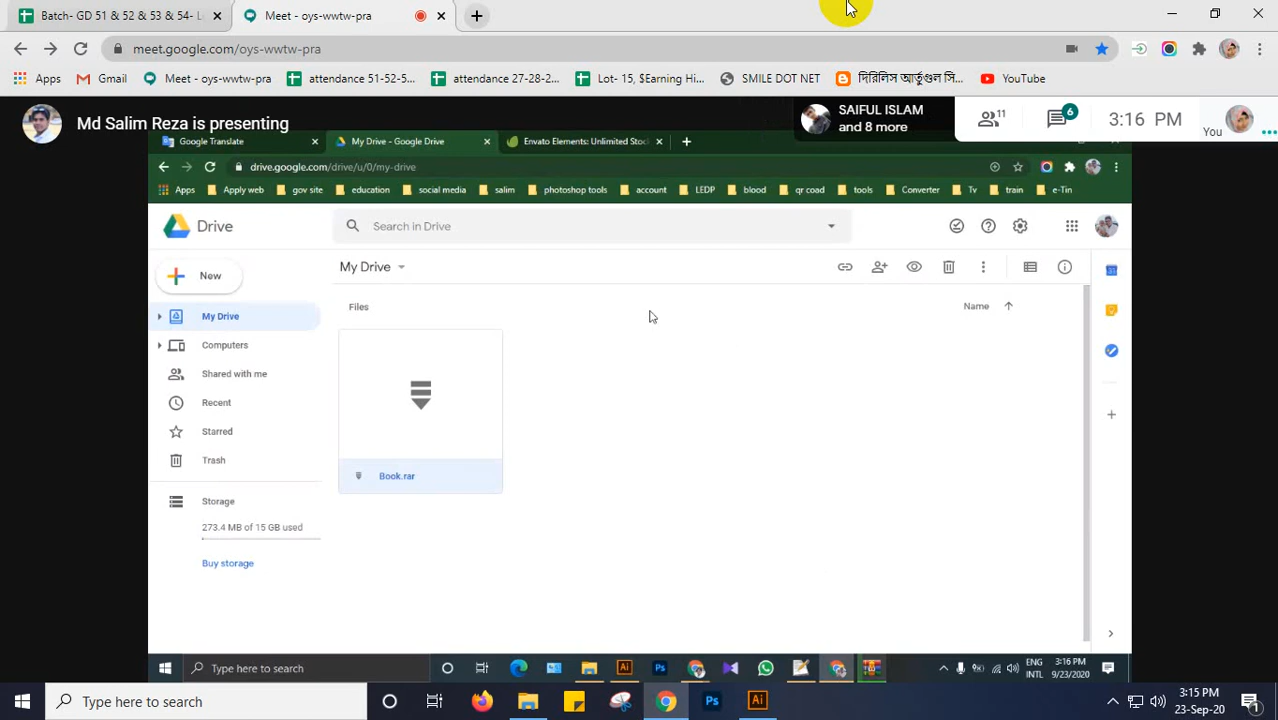 Batch- GD 51 & 52 & 53 & 54- L
Meet - oys-wwtw-pra
meet.google.com/oys-wwtw-pra
Apps
Gmail
Meet - oys-wwtw-pra
attendance 51-52-5...
attendance 27-28-2...
Lot- 15, $Earning Hi...
SMILE DOT NET
দিরিলিস আর্তুগুল সি...
YouTube
Md Salim Reza is presenting
SAIFUL ISLAM
and 8 more
11
6
3:16 PM
You
Google Translate
My Drive - Google Drive
Envato Elements: Unlimited Stock
drive.google.com/drive/u/0/my-drive
Apps
Apply web
gov site
education
social media
salim
photoshop tools
account
LEDP
blood
qr coad
tools
Converter
Tv
train
e-Tin
Drive
Search in Drive
New
My Drive
My Drive
Computers
Shared with me
Recent
Starred
Trash
Storage
273.4 MB of 15 GB used
Buy storage
Files
Name
Book.rar
Type here to search
Ai
Ps
ENG
INTL
3:16 PM
9/23/2020
Type here to search
Ps
Ai
3:15 PM
23-Sep-20
1